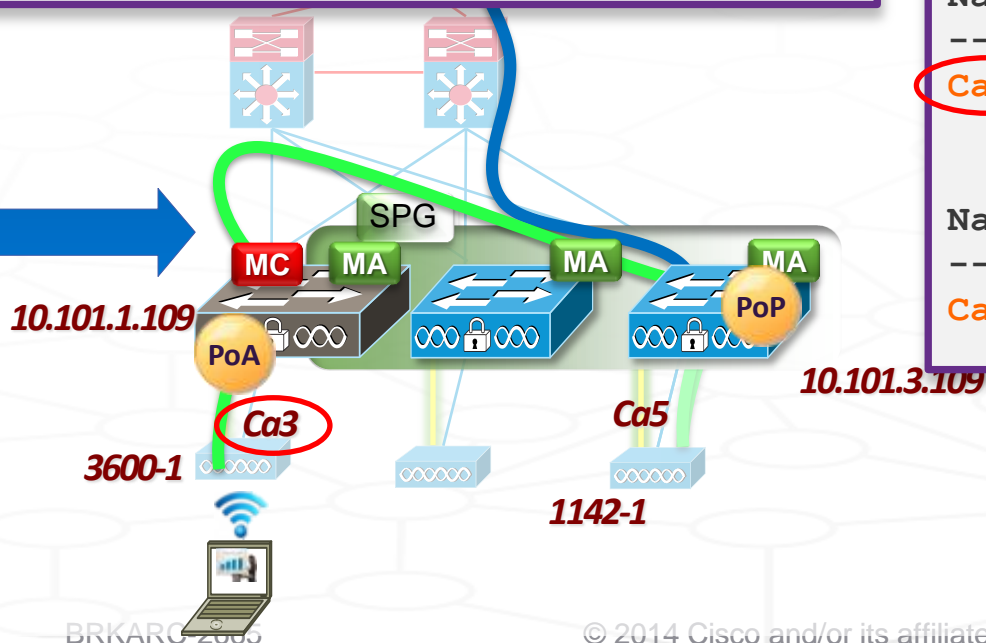 Ca
Na
SPG
MC
MA
MA
MA
10.101.1.109
PoP
Ca
PoA
10.101.3.109
Ca3
Ca5
3600-1
1142-1
© 2014 Cisco and/or its affiliate